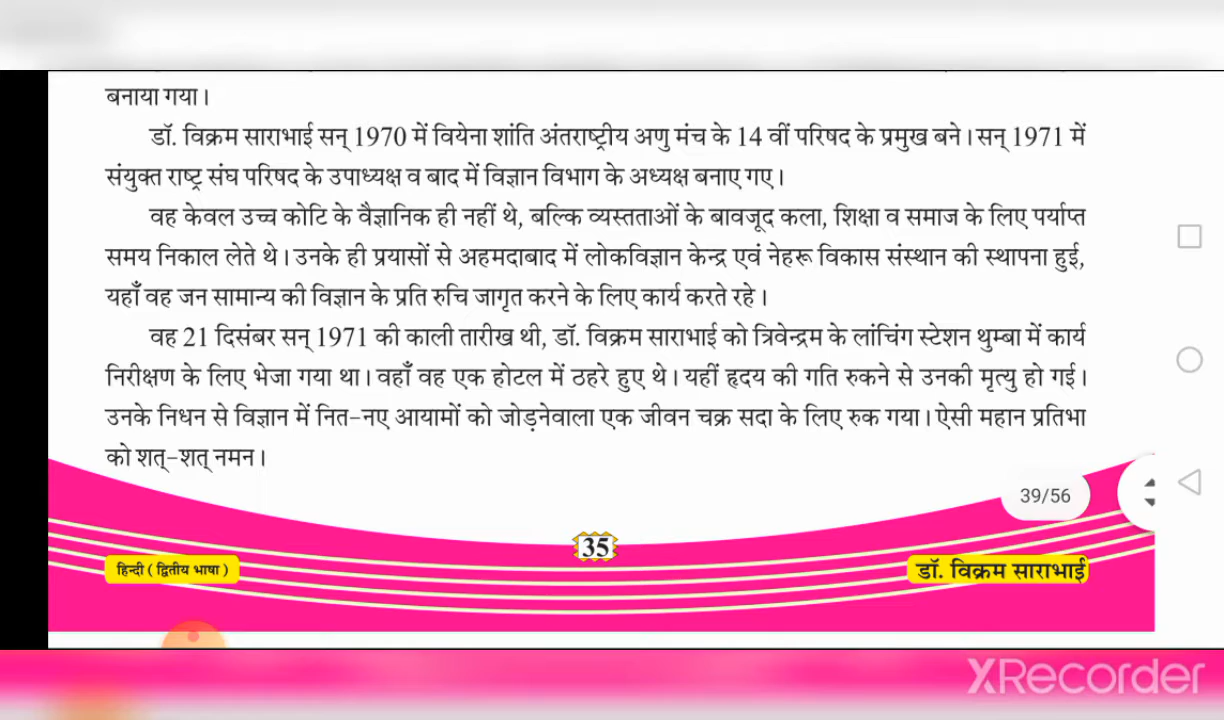 बनाया गया।
डॉ. विक्रम साराभाई सन् 1970 में वियेना शांति अंतराष्ट्रीय अणु मंच के 14 वीं परिषद के प्रमुख बने। सन् 1971 में
संयुक्त राष्ट्र संघ परिषद के उपाध्यक्ष व बाद में विज्ञान विभाग के अध्यक्ष बनाए गए।
वह केवल उच्च कोटि के वैज्ञानिक ही नहीं थे, बल्कि व्यस्तताओं के बावजूद कला, शिक्षा व समाज के लिए पर्याप्त
समय निकाल लेते थे। उनके ही प्रयासों से अहमदाबाद में लोकविज्ञान केन्द्र एवं नेहरू विकास संस्थान की स्थापना हुई,
यहाँ वह जन सामान्य की विज्ञान के प्रति रुचि जागृत करने के लिए कार्य करते रहे।
वह 21 दिसंबर सन् 1971 की काली तारीख थी, डॉ. विक्रम साराभाई को त्रिवेन्द्रम के लांचिंग स्टेशन थुम्बा में कार्य
निरीक्षण के लिए भेजा गया था। वहाँ वह एक होटल में ठहरे हुए थे। यहीं हृदय की गति रुकने से उनकी मृत्यु हो गई।
उनके निधन से विज्ञान में नित-नए आयामों को जोड़नेवाला एक जीवन चक्र सदा के लिए रुक गया। ऐसी महान प्रतिभा
को शत्-शत् नमन।
39/56
35
हिन्दी ( द्वितीय भाषा )
डॉ. विक्रम साराभाई
XRecorder